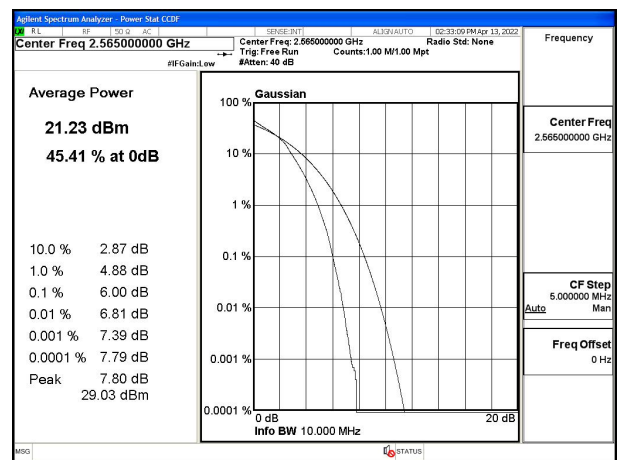 Agilent Spectrum Analyzer - Power Stat CCDF
RL RF 50 Ω AC SENSE:INT ALIGN AUTO 02:33:09 PM Apr 13, 2022
Center Freq 2.565000000 GHz
Center Freq: 2.565000000 GHz Radio Std: None
Trig: Free Run Counts:1.00 M/1.00 Mpt
#IFGain:Low #Atten: 40 dB
Frequency
Average Power
21.23 dBm
45.41 % at 0dB
10.0 % 2.87 dB
1.0 % 4.88 dB
0.1 % 6.00 dB
0.01 % 6.81 dB
0.001 % 7.39 dB
0.0001 % 7.79 dB
Peak 7.80 dB
29.03 dBm
Gaussian
100 %
10 %
1 %
0.1 %
0.01 %
0.001 %
0.0001 %
0 dB 20 dB
Info BW 10.000 MHz
Center Freq
2.565000000 GHz
CF Step
5.000000 MHz
Auto Man
Freq Offset
0 Hz
MSG STATUS